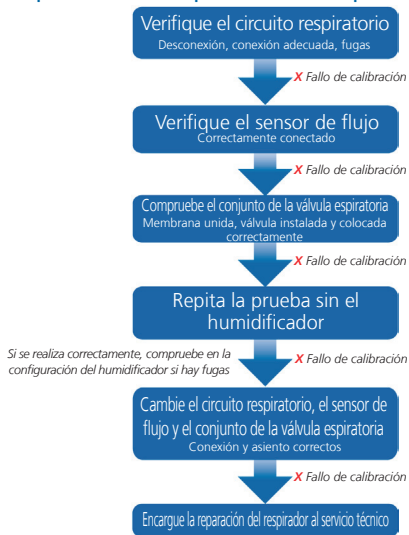 Verifique el circuito respiratorio
Desconexión, conexión adecuada, fugas
X Fallo de calibración
Verifique el sensor de flujo
Correctamente conectado
X Fallo de calibración
Compruebe el conjunto de la válvula espiratoria
Membrana unida, válvula instalada y colocada
correctamente
X Fallo de calibración
Repita la prueba sin el
humidificador
Si se realiza correctamente, compruebe en la
configuración del humidificador si hay fugas
X Fallo de calibración
Cambie el circuito respiratorio, el sensor de
flujo y el conjunto de la válvula espiratoria
Conexión y asiento correctos
X Fallo de calibración
Encargue la reparación del respirador al servicio técnico